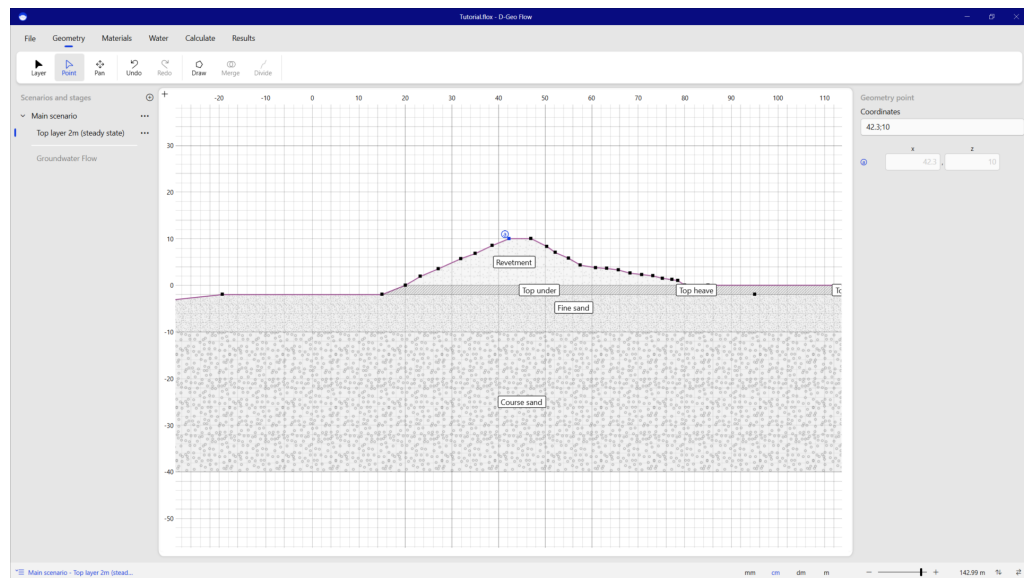 Tutorial.flox - D-Geo Flow
File Geometry Materials Water Calculate Results
Layer Point Pan Undo Redo Draw Merge Divide
Scenarios and stages
Main scenario
Top layer 2m (steady state)
Groundwater Flow
-20 -10 0 10 20 30 40 50 60 70 80 90 100 110
30
20
10
0
-10
-20
-30
-40
-50
Revetment
Top under
Top heave
To
Fine sand
Course sand
Geometry point
Coordinates
42.3;10
x z
42.3 , 10
Main scenario - Top layer 2m (stead...
mm cm dm m
142.99 m